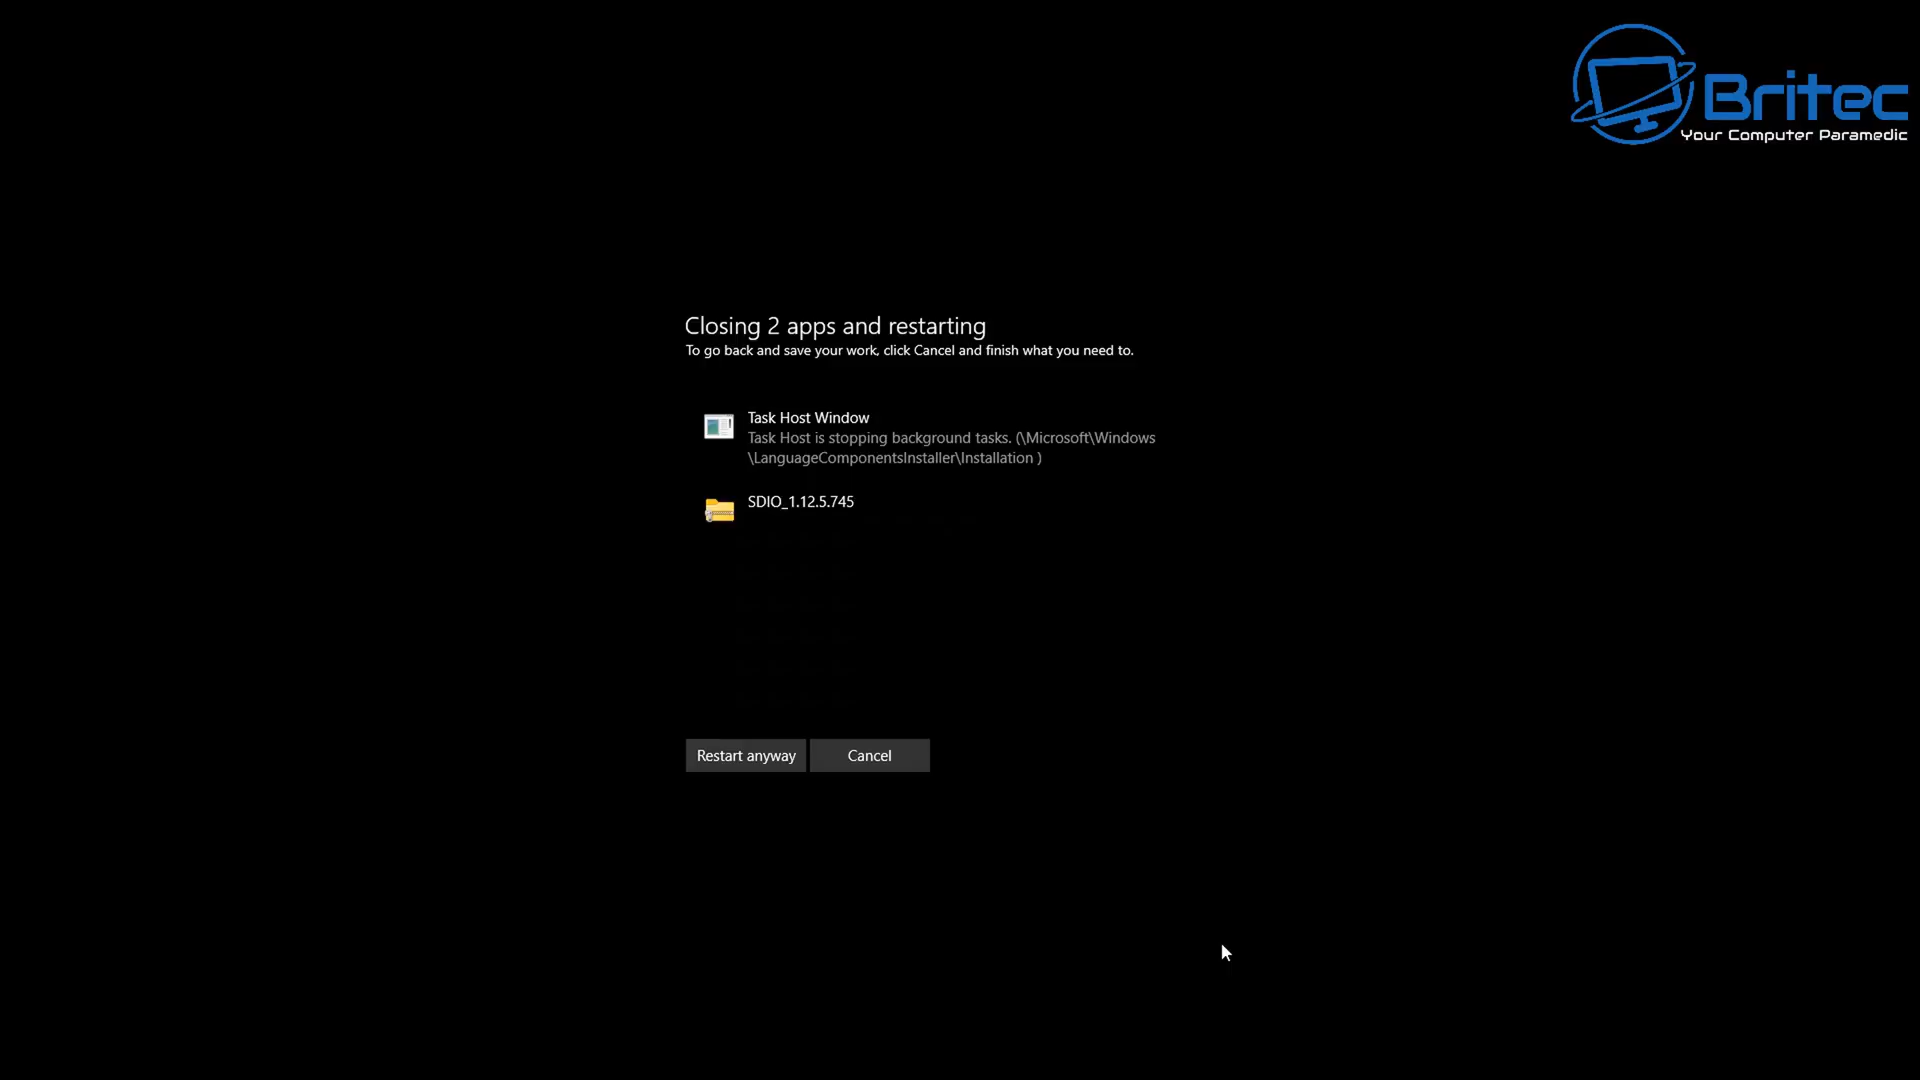 Britec
Your Computer Paramedic
Closing 2 apps and restarting
To go back and save your work, click Cancel and finish what you need to.
Task Host Window
Task Host is stopping background tasks. (\Microsoft\Windows
\LanguageComponentsInstaller\Installation )
SDIO_1.12.5.745
Restart anyway
Cancel